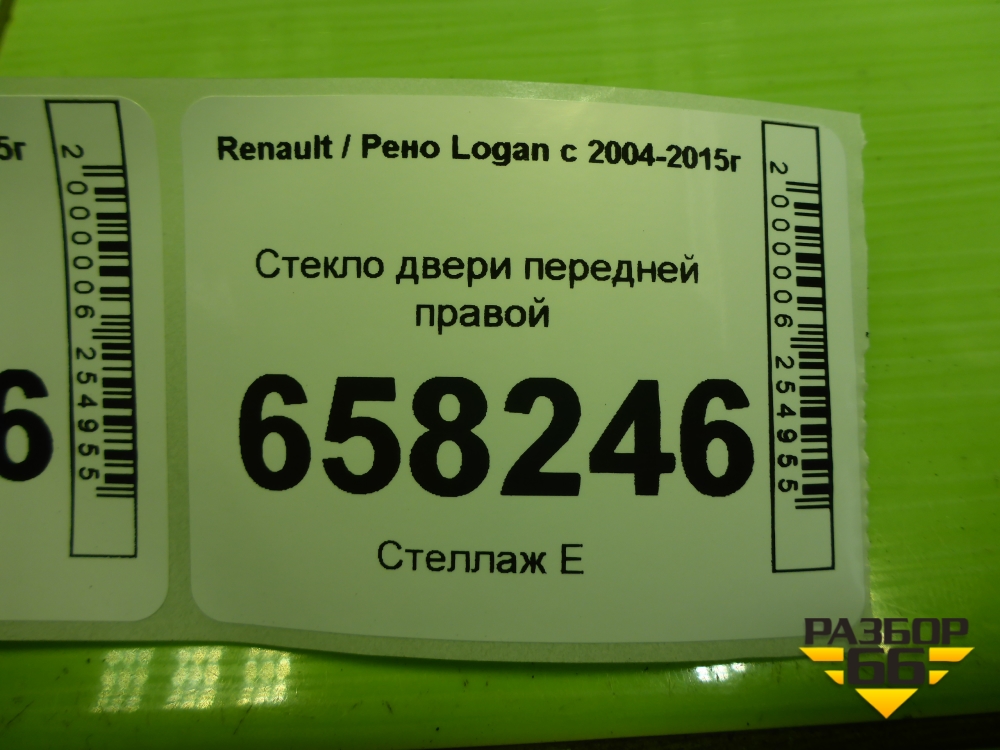 5г
2000006254955
6
Renault / Рено Logan с 2004-2015г
Стекло двери передней
правой
658246
Стеллаж Е
2000006254955
РАЗБОР
66